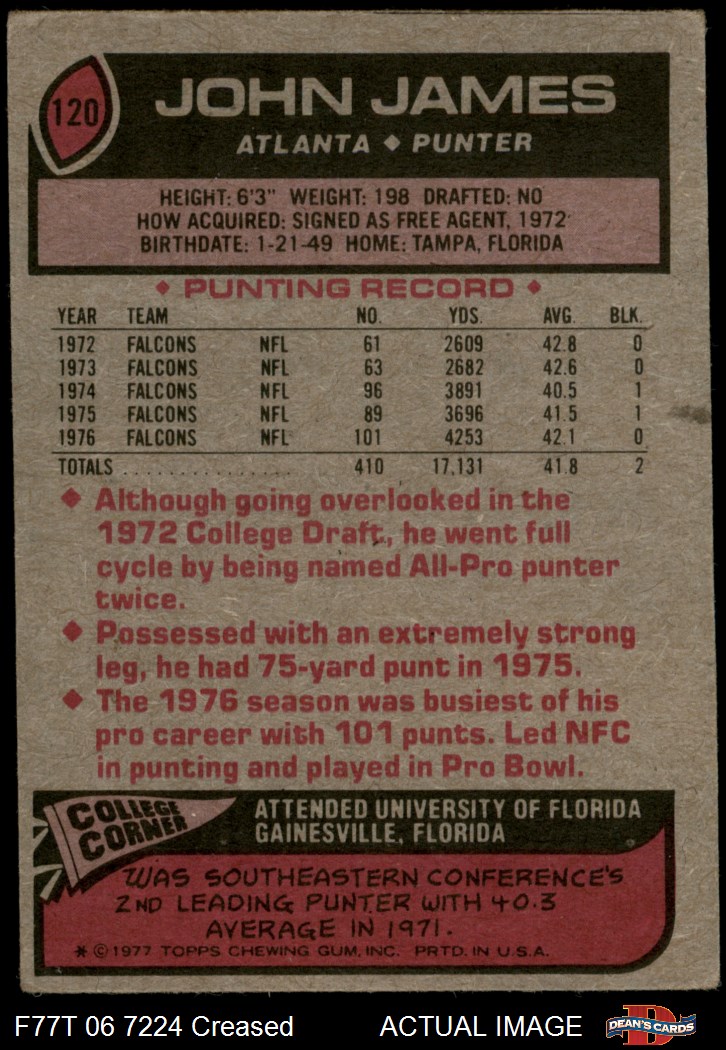 120
JOHN JAMES
ATLANTA ◆ PUNTER
HEIGHT: 6'3" WEIGHT: 198 DRAFTED: NO
HOW ACQUIRED: SIGNED AS FREE AGENT, 1972
BIRTHDATE: 1-21-49 HOME: TAMPA, FLORIDA
◆ PUNTING RECORD ◆
YEAR TEAM NO. YDS. AVG. BLK.
1972 FALCONS NFL 61 2609 42.8 0
1973 FALCONS NFL 63 2682 42.6 0
1974 FALCONS NFL 96 3891 40.5 1
1975 FALCONS NFL 89 3696 41.5 1
1976 FALCONS NFL 101 4253 42.1 0
TOTALS . . . . . . . . . . . . . . . . 410 17,131 41.8 2
◆ Although going overlooked in the
1972 College Draft, he went full
cycle by being named All-Pro punter
twice.
◆ Possessed with an extremely strong
leg, he had 75-yard punt in 1975.
◆ The 1976 season was busiest of his
pro career with 101 punts. Led NFC
in punting and played in Pro Bowl.
COLLEGE
CORNER
ATTENDED UNIVERSITY OF FLORIDA
GAINESVILLE, FLORIDA
WAS SOUTHEASTERN CONFERENCE'S
2ND LEADING PUNTER WITH 40.3
AVERAGE IN 1971.
* © 1977 TOPPS CHEWING GUM, INC. PRTD. IN U.S.A.
F77T 06 7224 Creased ACTUAL IMAGE
D
DEAN'S CARDS